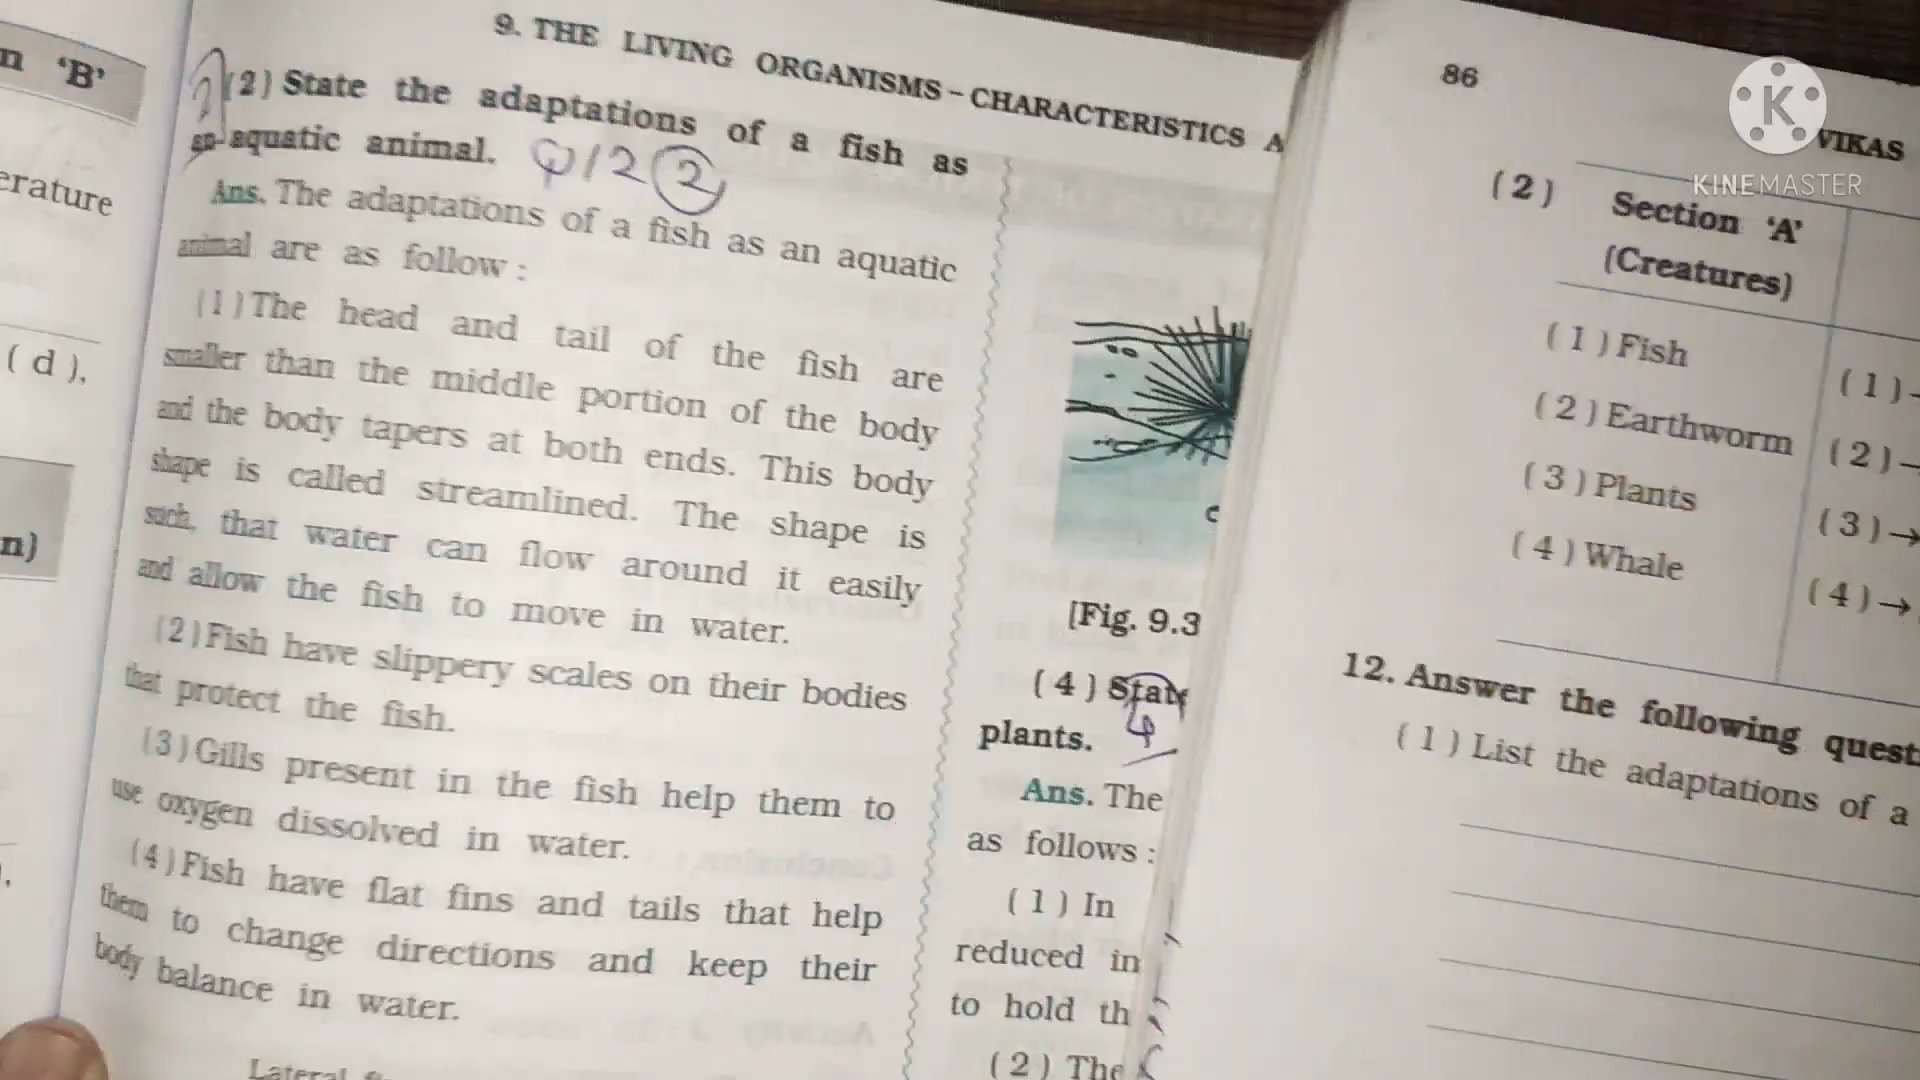 n 'B'
erature
( d ),
n)
9. THE LIVING ORGANISMS – CHARACTERISTICS A
(2) State the adaptations of a fish as
an aquatic animal. Q12 2
Ans. The adaptations of a fish as an aquatic
animal are as follow :
(1) The head and tail of the fish are
smaller than the middle portion of the body
and the body tapers at both ends. This body
shape is called streamlined. The shape is
such, that water can flow around it easily
and allow the fish to move in water.
(2) Fish have slippery scales on their bodies
that protect the fish.
(3) Gills present in the fish help them to
use oxygen dissolved in water.
(4) Fish have flat fins and tails that help
them to change directions and keep their
body balance in water.
Lateral
[Fig. 9.3
( 4 ) State
plants. 4
Ans. The
as follows :
( 1 ) In
reduced in
to hold th
( 2 ) The
86
VIKAS
K
KINEMASTER
( 2 ) Section 'A'
(Creatures)
( 1 ) Fish ( 1 ) →
( 2 ) Earthworm ( 2 ) →
( 3 ) Plants ( 3 ) →
( 4 ) Whale ( 4 ) →
12. Answer the following quest
( 1 ) List the adaptations of a